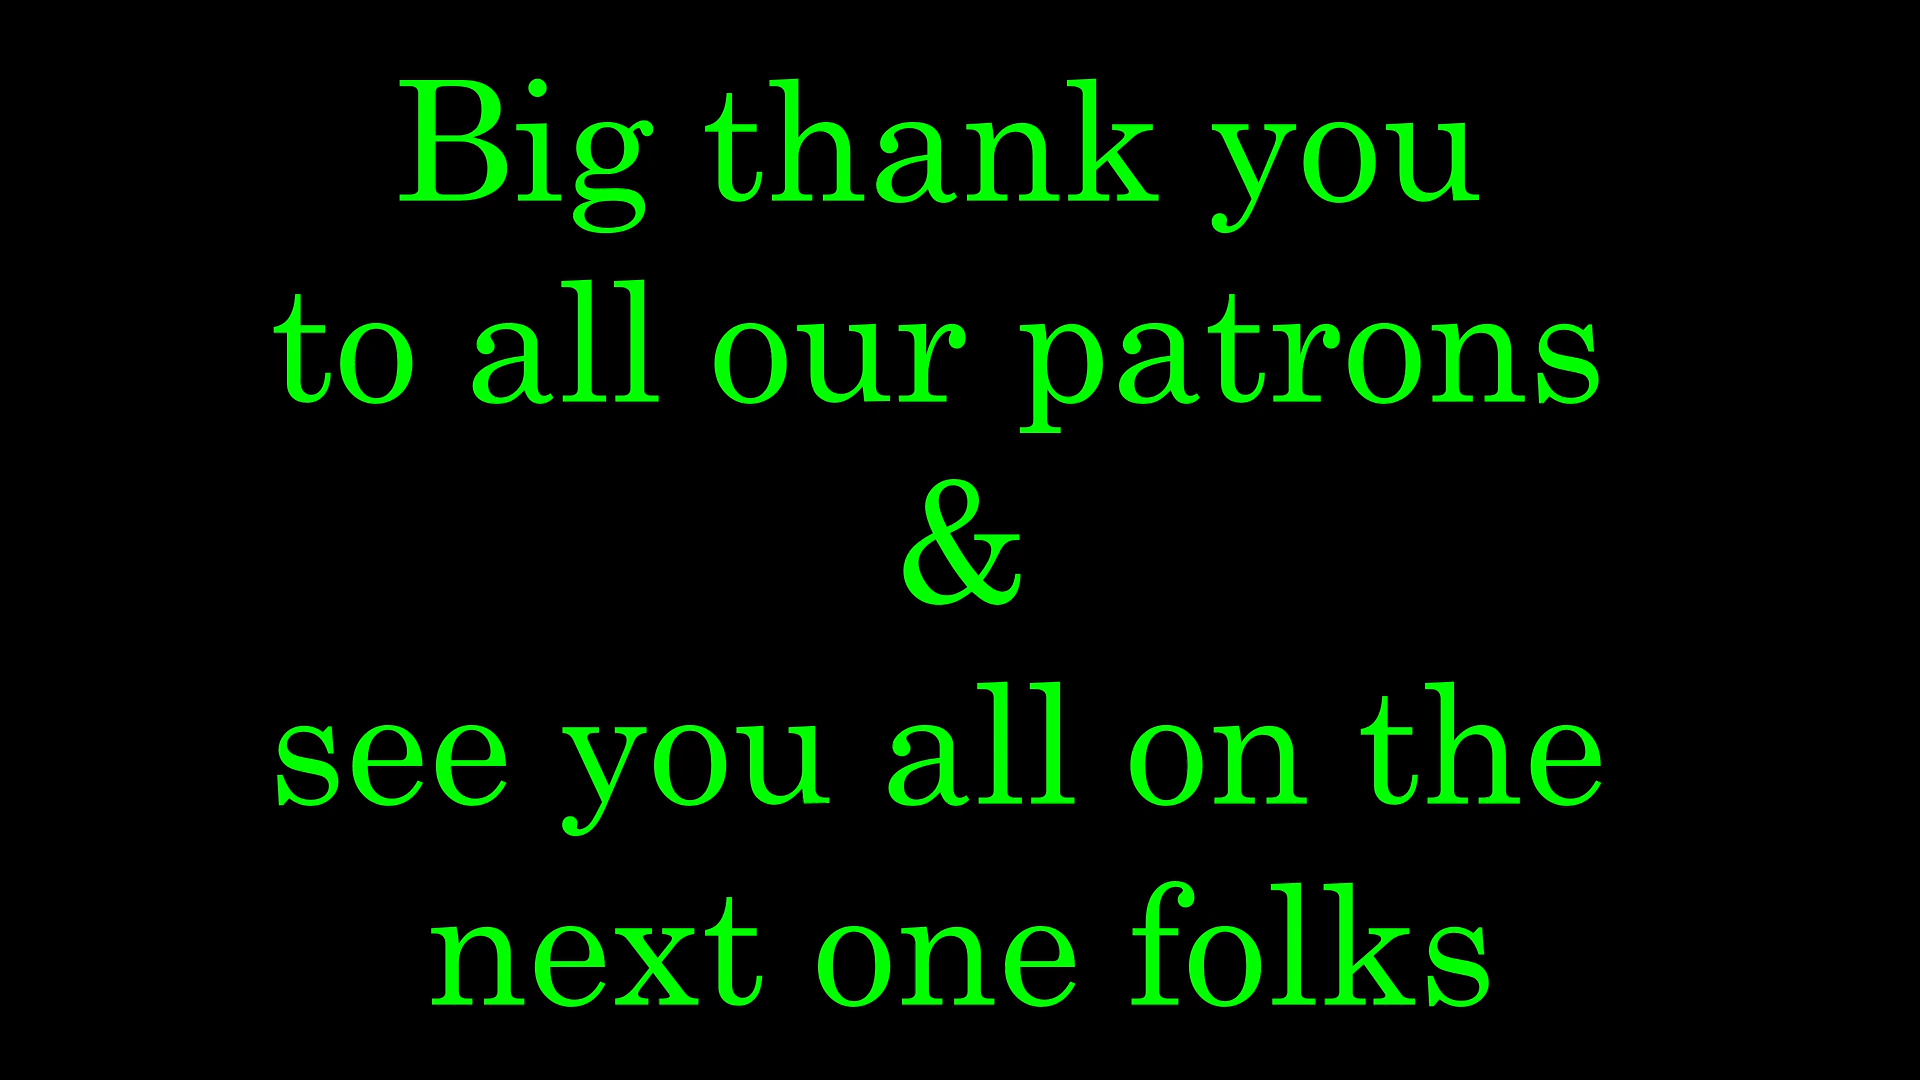 Big thank you
to all our patrons
&
see you all on the
next one folks